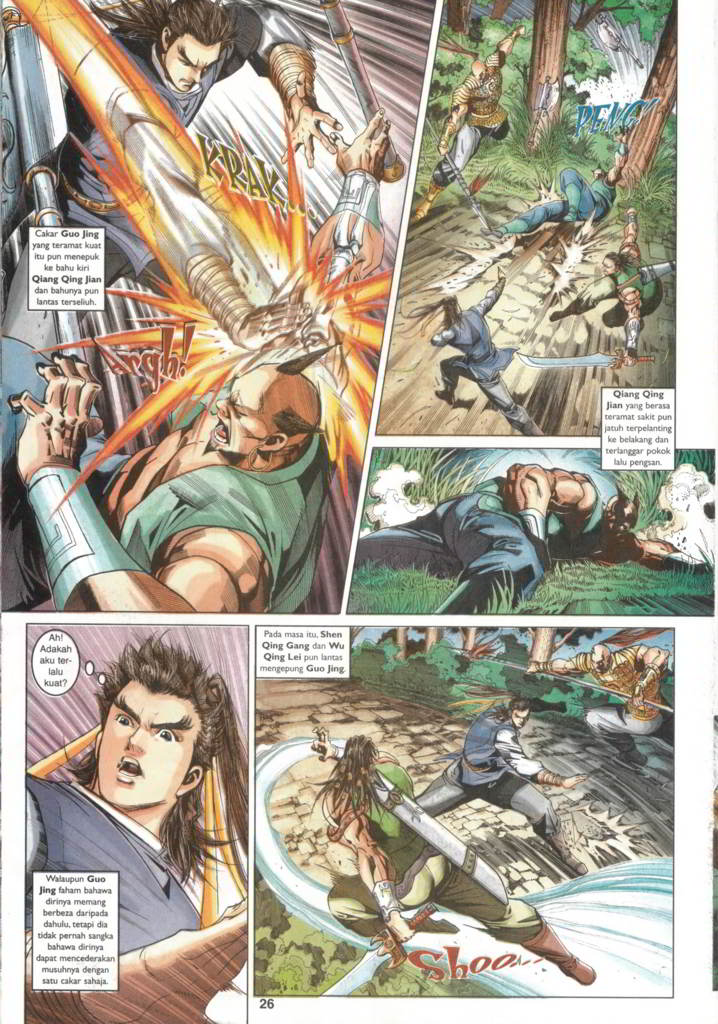 KRAK...
Cakar Guo Jing
yang teramat kuat
itu pun menepuk
ke bahu kiri
Qiang Qing Jian
dan bahunya pun
lantas terseliuh.
Argh!
PENG
Qiang Qing
Jian yang berasa
teramat sakit pun
jatuh terpelanting
ke belakang dan
terlanggar pokok
lalu pengsan.
Ah!
Adakah
aku ter-
lalu
kuat?
Walaupun Guo
Jing faham bahawa
dirinya memang
berbeza daripada
dahulu, tetapi dia
tidak pernah sangka
bahawa dirinya
dapat mencederakan
musuhnya dengan
satu cakar sahaja.
Pada masa itu, Shen
Qing Gang dan Wu
Qing Lei pun lantas
mengepung Guo Jing.
Shoo...
26